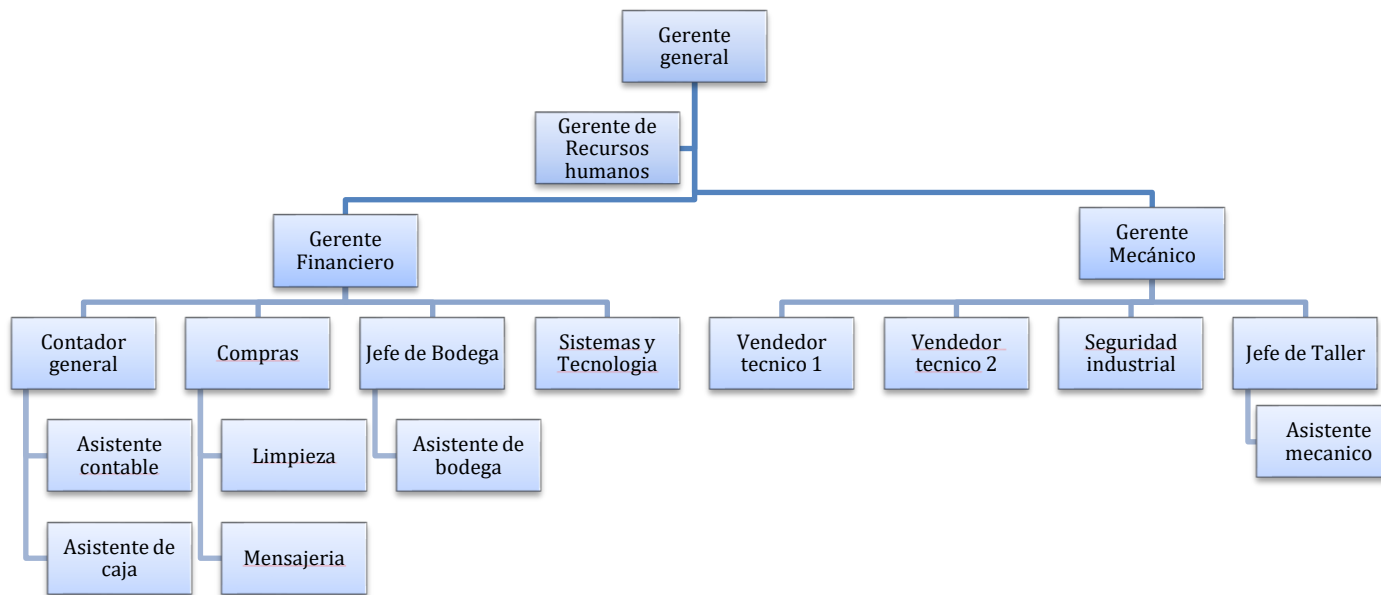 Gerente
general
Gerente de
Recursos
humanos
Gerente
Financiero
Gerente
Mecánico
Contador
general
Compras
Jefe de Bodega
Sistemas y
Tecnologia
Vendedor
tecnico 1
Vendedor
tecnico 2
Seguridad
industrial
Jefe de Taller
Asistente
contable
Limpieza
Asistente de
bodega
Asistente
mecanico
Asistente de
caja
Mensajeria